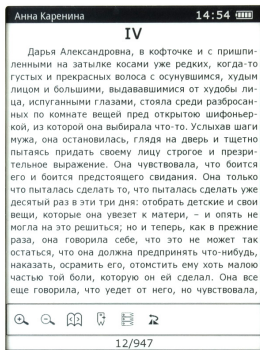 Анна Каренина 14:54
IV
Дарья Александровна, в кофточке и с пришпи-
ленными на затылке косами уже редких, когда-то
густых и прекрасных волоса с осунувшимся, худым
лицом и большими, выдававшимися от худобы ли-
ца, испуганными глазами, стояла среди разбросан-
ных по комнате вещей пред открытою шифоньер-
кой, из которой она выбирала что-то. Услыхав шаги
мужа, она остановилась, глядя на дверь и тщетно
пытаясь придать своему лицу строгое и презри-
тельное выражение. Она чувствовала, что боится
его и боится предстоящего свидания. Она только
что пыталась сделать то, что пыталась сделать уже
десятый раз в эти три дня: отобрать детские и свои
вещи, которые она увезет к матери, – и опять не
могла на это решиться; но и теперь, как в прежние
раза, она говорила себе, что это не может так
остаться, что она должна предпринять что-нибудь,
наказать, осрамить его, отомстить ему хоть малою
частью той боли, которую он ей сделал. Она все
еще говорила, что уедет от него, но чувствовала,
12/947